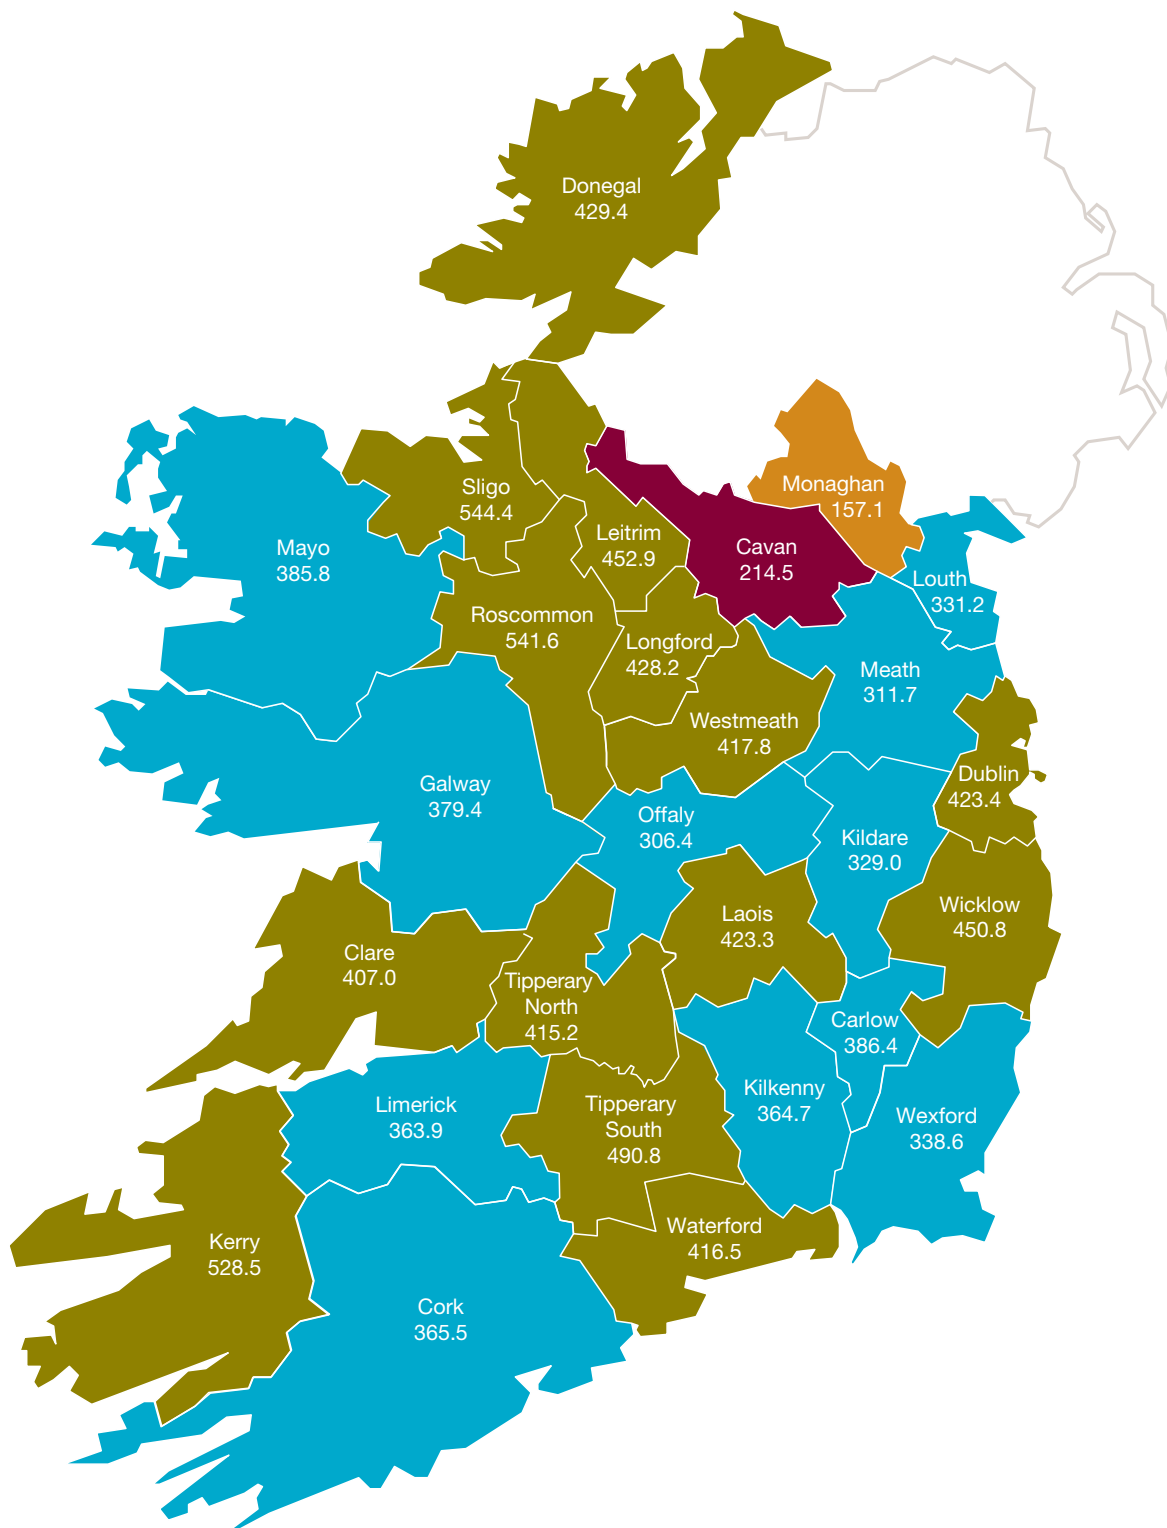 Donegal
429.4
Monaghan
157.1
Sligo
544.4
Leitrim
452.9
Cavan
214.5
Mayo
385.8
Louth
331.2
Roscommon
541.6
Longford
428.2
Meath
311.7
Westmeath
417.8
Dublin
423.4
Galway
379.4
Offaly
306.4
Kildare
329.0
Laois
423.3
Wicklow
450.8
Clare
407.0
Tipperary
North
415.2
Carlow
386.4
Limerick
363.9
Tipperary
South
490.8
Kilkenny
364.7
Wexford
338.6
Waterford
416.5
Kerry
528.5
Cork
365.5